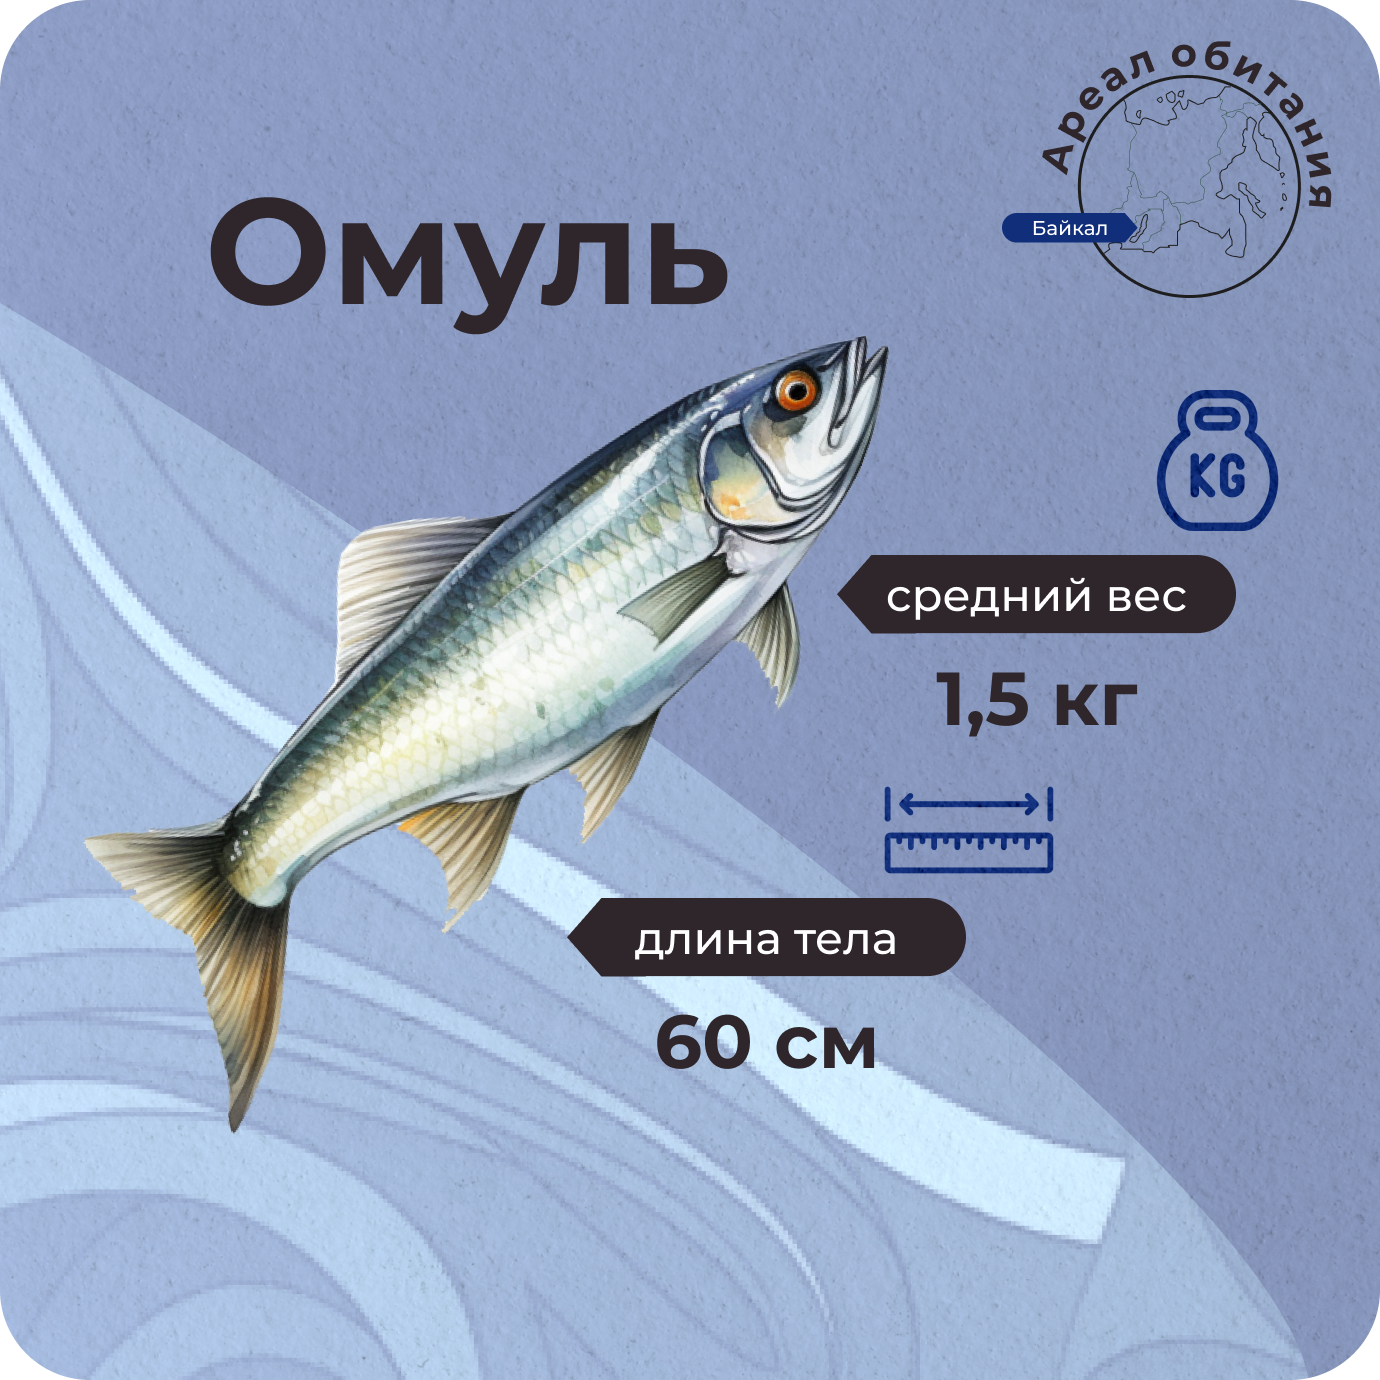 Ареал обитания
Байкал
Омуль
KG
средний вес
1,5 кг
длина тела
60 см